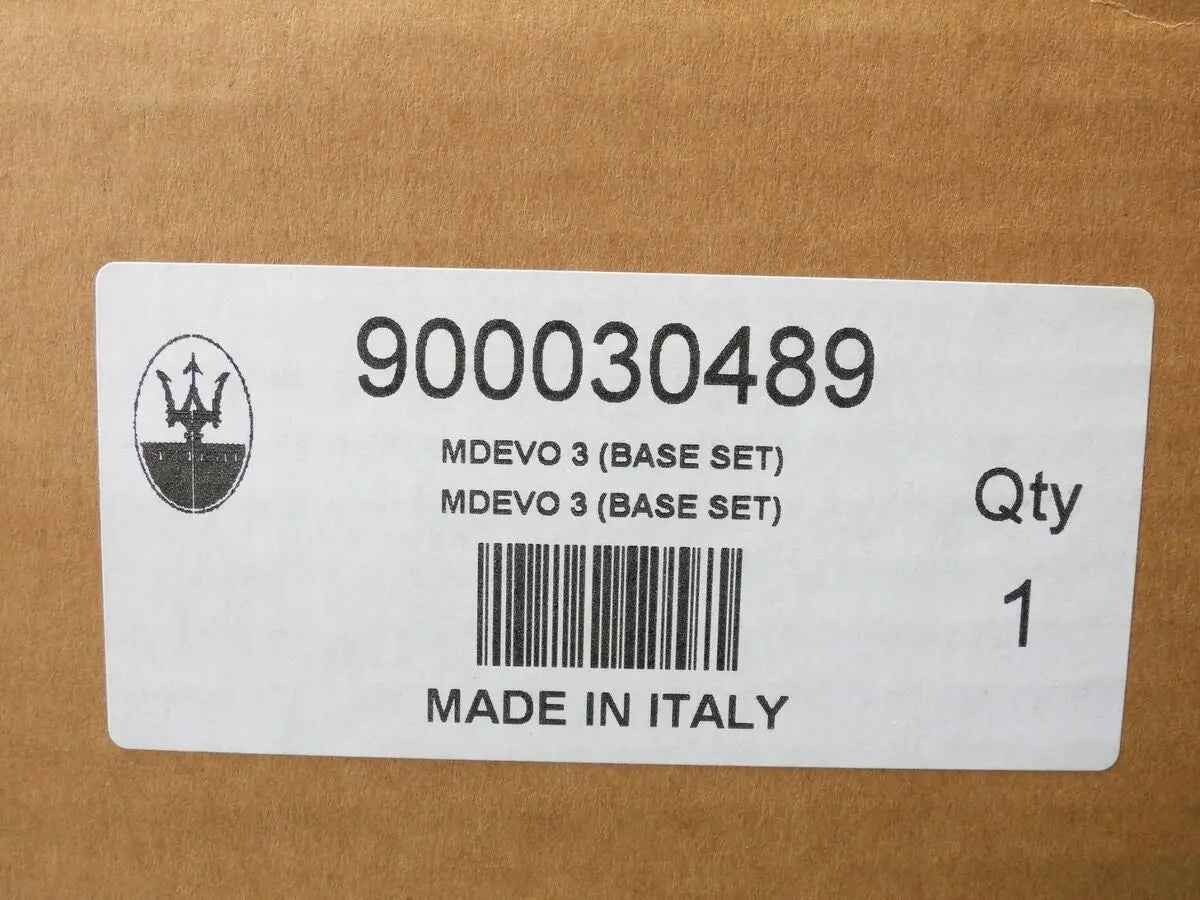 900030489
MDEVO 3 (BASE SET)
MDEVO 3 (BASE SET)
Qty
1
MADE IN ITALY